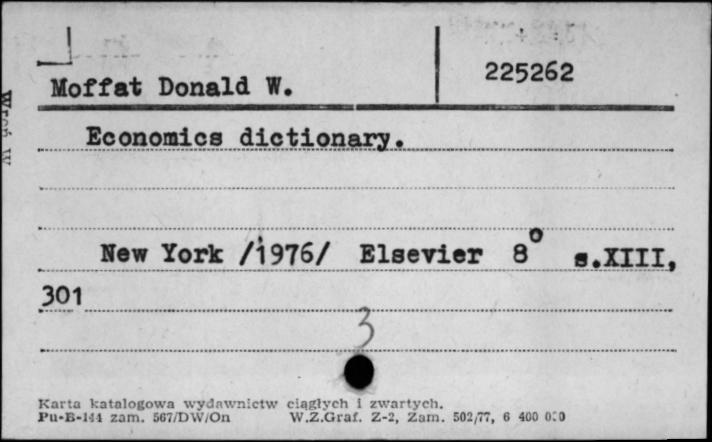 Moffat Donald W. 225262
Economics dictionary.
New York /1976/ Elsevier 8° s.XIII,
301
3
Karta katalogowa wydawnictw ciągłych i zwartych.
Pu-B-144 zam. 567/DW/On W.Z.Graf. Z-2, Zam. 502/77, 6 400 000